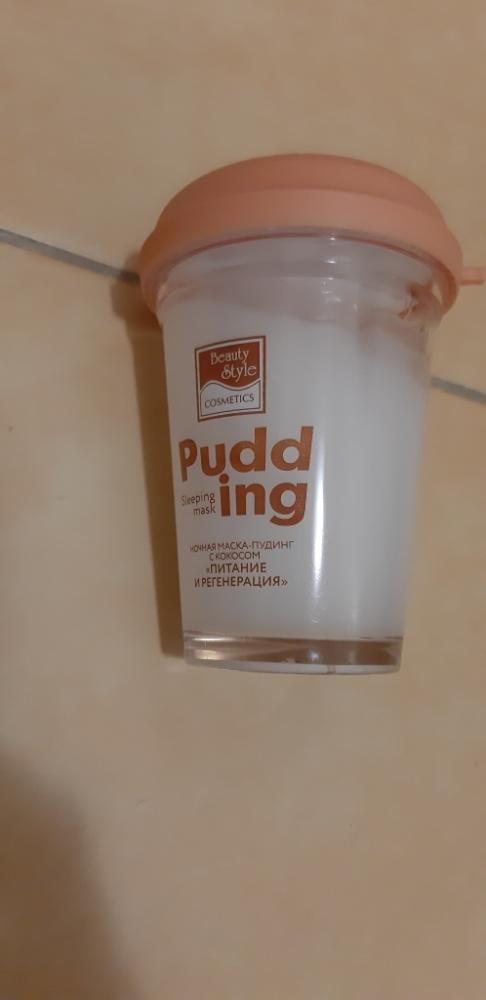 Beauty
Style
COSMETICS
Pudd
Sleeping
mask
ing
НОЧНАЯ МАСКА-ПУДИНГ
С КОКОСОМ
«ПИТАНИЕ
И РЕГЕНЕРАЦИЯ»